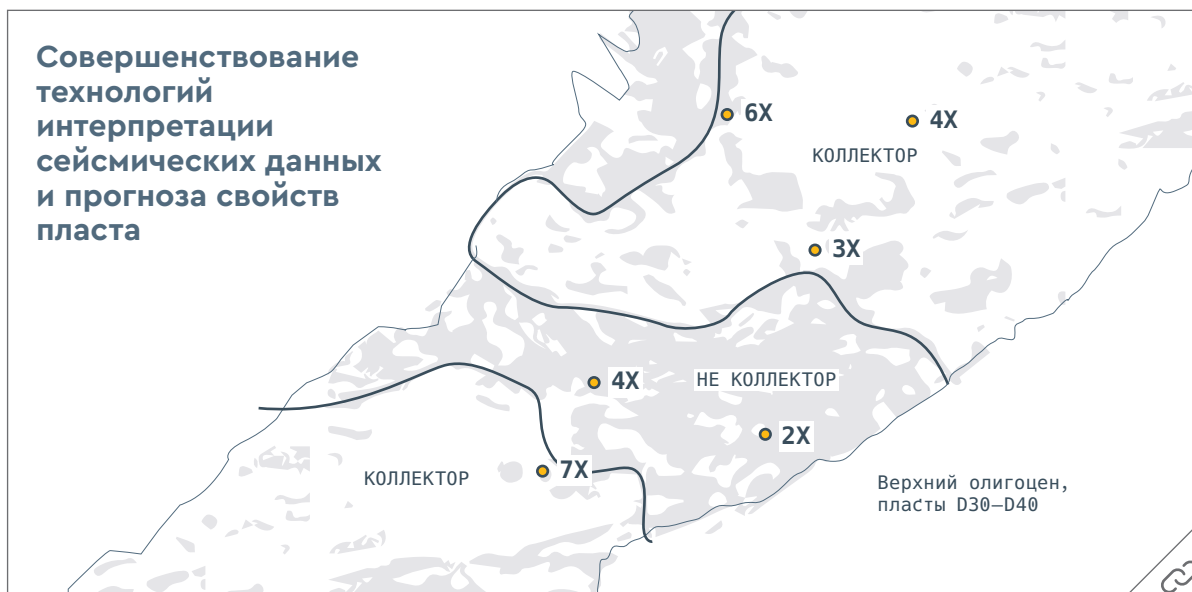 Совершенствование
технологий
интерпретации
сейсмических данных
и прогноза свойств
пласта
6X
4X
КОЛЛЕКТОР
3X
4X
НЕ КОЛЛЕКТОР
2X
КОЛЛЕКТОР
7X
Верхний олигоцен,
пласты D30—D40